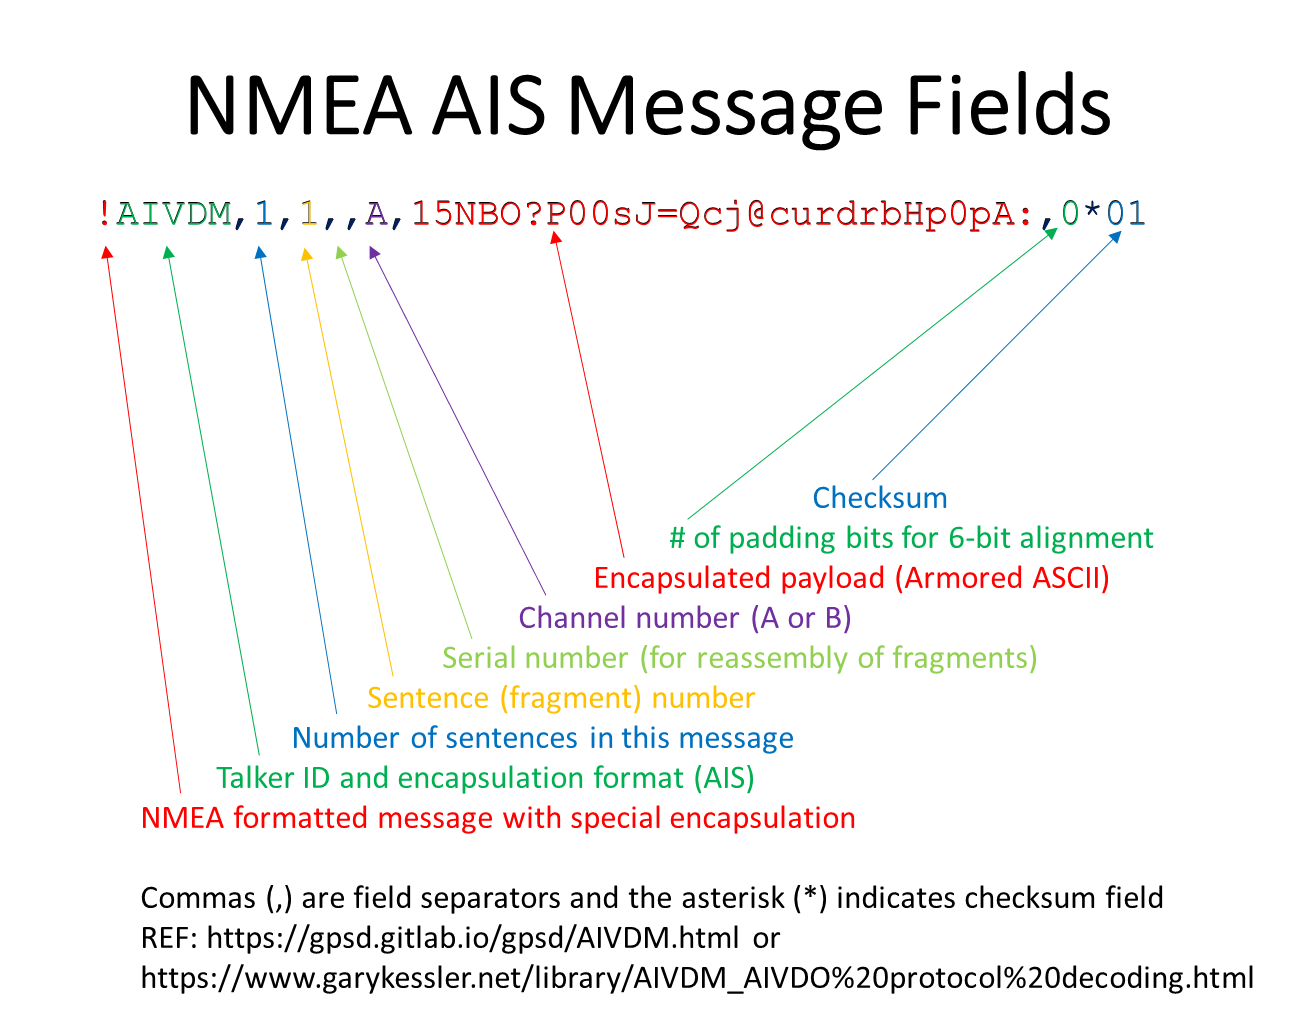 NMEA AIS Message Fields
!AIVDM,1,1,,A,15NBO?P00sJ=Qcj@curdrbHp0pA:,0*01
Checksum
# of padding bits for 6-bit alignment
Encapsulated payload (Armored ASCII)
Channel number (A or B)
Serial number (for reassembly of fragments)
Sentence (fragment) number
Number of sentences in this message
Talker ID and encapsulation format (AIS)
NMEA formatted message with special encapsulation
Commas (,) are field separators and the asterisk (*) indicates checksum field
REF: https://gpsd.gitlab.io/gpsd/AIVDM.html or
https://www.garykessler.net/library/AIVDM_AIVDO%20protocol%20decoding.html